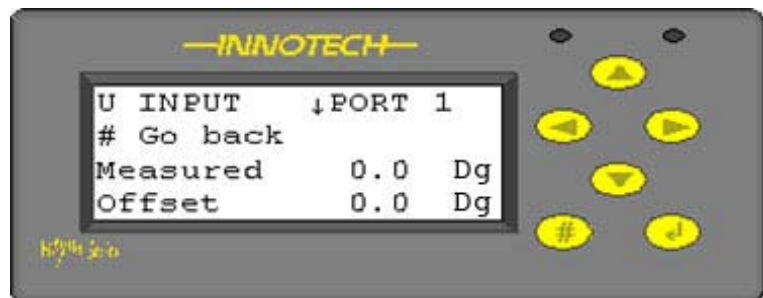 INNOTECH
U INPUT ↓PORT 1
# Go back
Measured 0.0 Dg
Offset 0.0 Dg
#